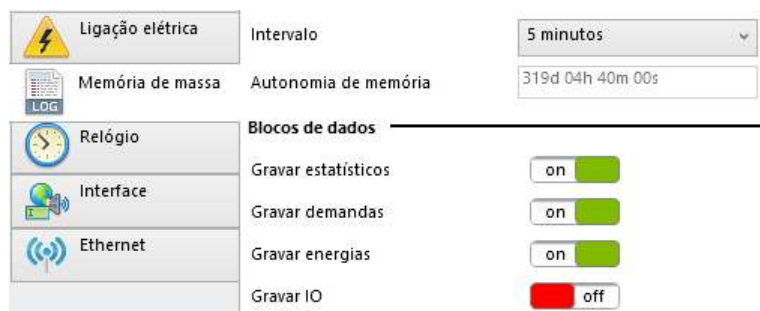 Ligação elétrica
Memória de massa
LOG
Relógio
Interface
Ethernet
Intervalo
5 minutos
Autonomia de memória
319d 04h 40m 00s
Blocos de dados
Gravar estatísticos
on
Gravar demandas
on
Gravar energias
on
Gravar IO
off